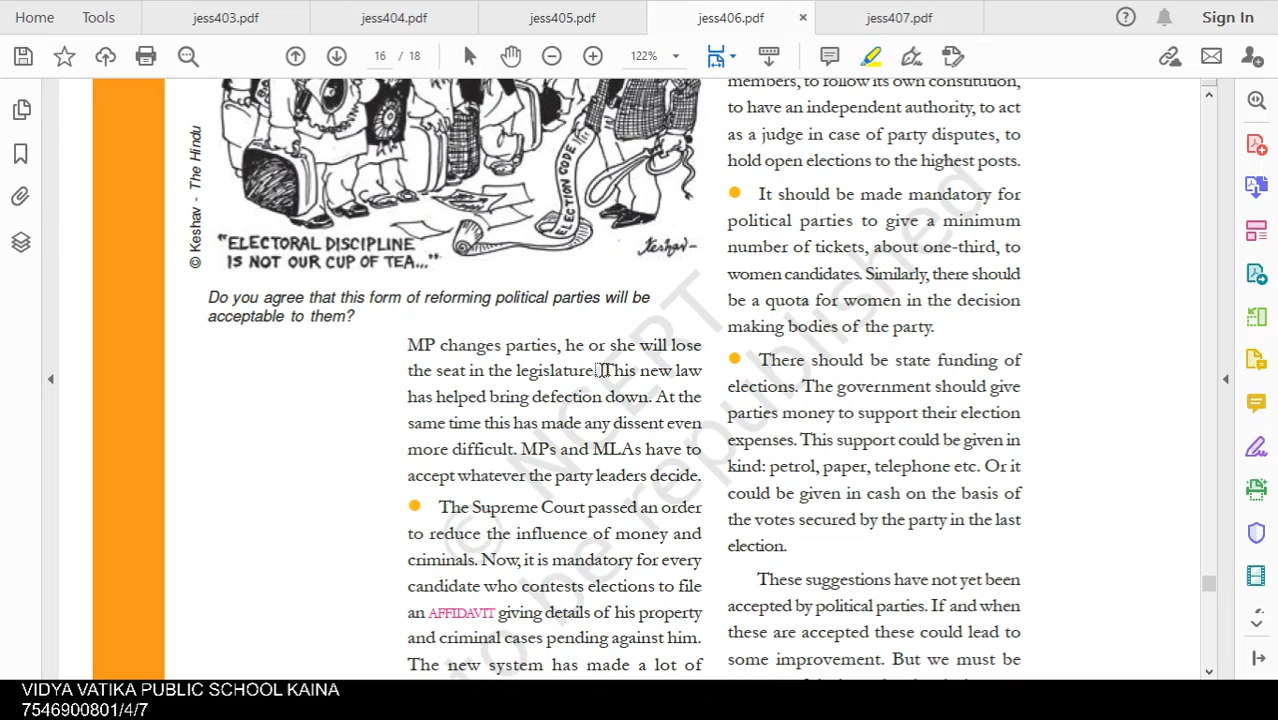 Home Tools jess403.pdf jess404.pdf jess405.pdf jess406.pdf × jess407.pdf ? Sign In
16 / 18 122%
© Keshav - The Hindu
ELECTION CODE
"ELECTORAL DISCIPLINE
IS NOT OUR CUP OF TEA..."
Keshav-
Do you agree that this form of reforming political parties will be
acceptable to them?
MP changes parties, he or she will lose
the seat in the legislature. This new law
has helped bring defection down. At the
same time this has made any dissent even
more difficult. MPs and MLAs have to
accept whatever the party leaders decide.
The Supreme Court passed an order
to reduce the influence of money and
criminals. Now, it is mandatory for every
candidate who contests elections to file
an AFFIDAVIT giving details of his property
and criminal cases pending against him.
The new system has made a lot of
members, to follow its own constitution,
to have an independent authority, to act
as a judge in case of party disputes, to
hold open elections to the highest posts.
It should be made mandatory for
political parties to give a minimum
number of tickets, about one-third, to
women candidates. Similarly, there should
be a quota for women in the decision
making bodies of the party.
There should be state funding of
elections. The government should give
parties money to support their election
expenses. This support could be given in
kind: petrol, paper, telephone etc. Or it
could be given in cash on the basis of
the votes secured by the party in the last
election.
These suggestions have not yet been
accepted by political parties. If and when
these are accepted these could lead to
some improvement. But we must be
© NCERT
to be republished
VIDYA VATIKA PUBLIC SCHOOL KAINA
7546900801/4/7